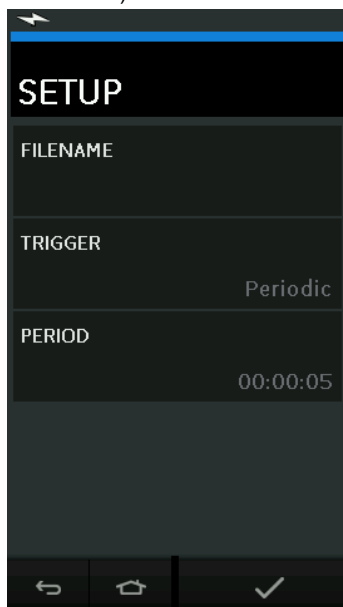 SETUP
FILENAME
TRIGGER
Periodic
PERIOD
00:00:05